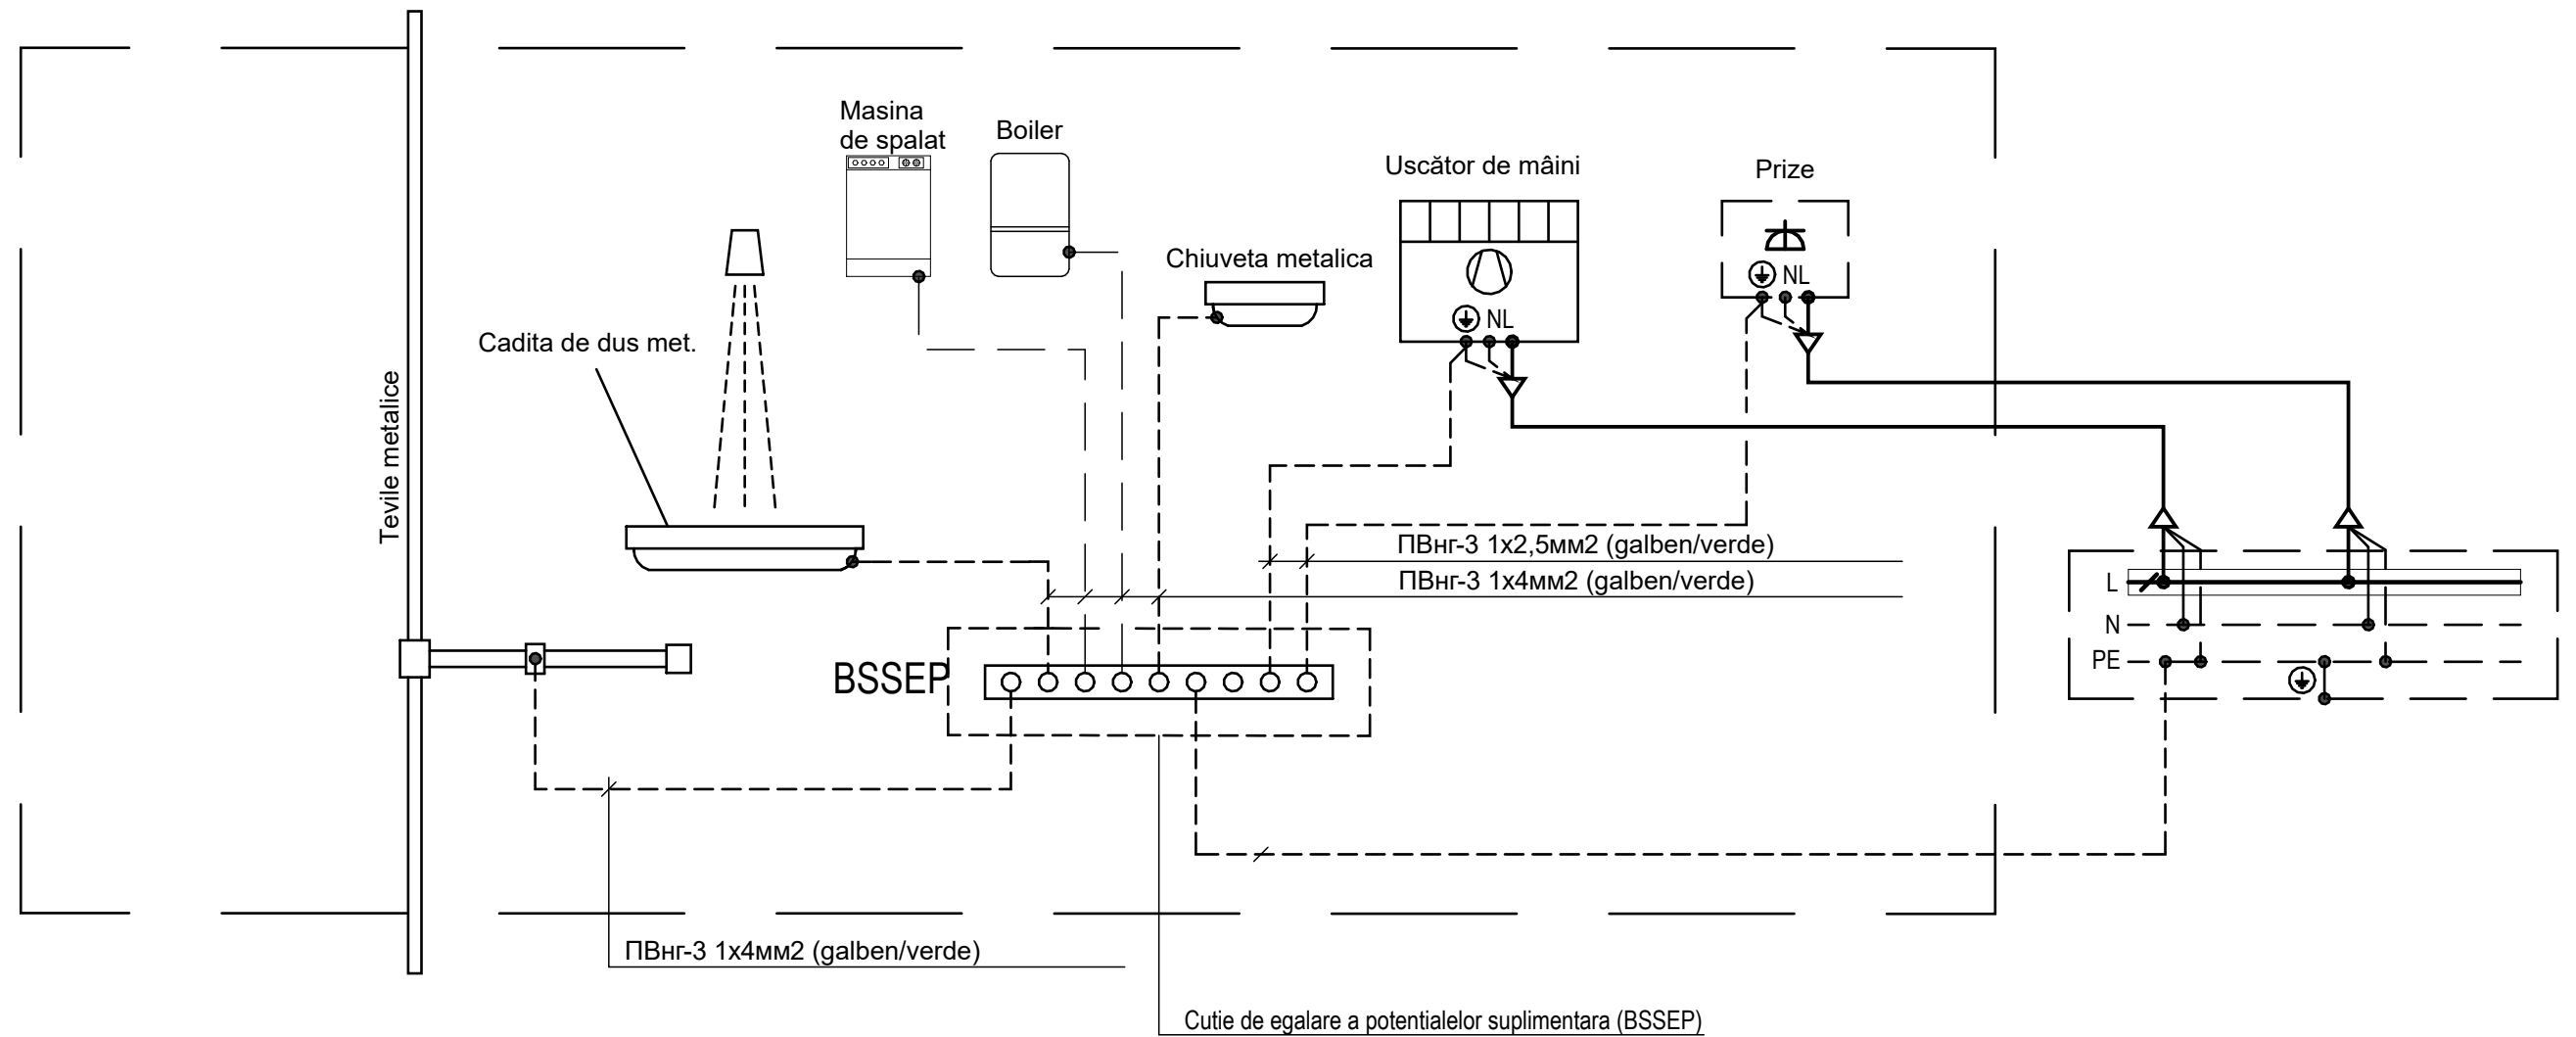 Masina
de spalat
Boiler
Uscător de mâini
Prize
Chiuveta metalica
NL
NL
Cadita de dus met.
Tevile metalice
ПВнг-3 1x2,5мм2 (galben/verde)
ПВнг-3 1x4мм2 (galben/verde)
L
N
PE
BSSEP
ПВнг-3 1x4мм2 (galben/verde)
Cutie de egalare a potentialelor suplimentara (BSSEP)